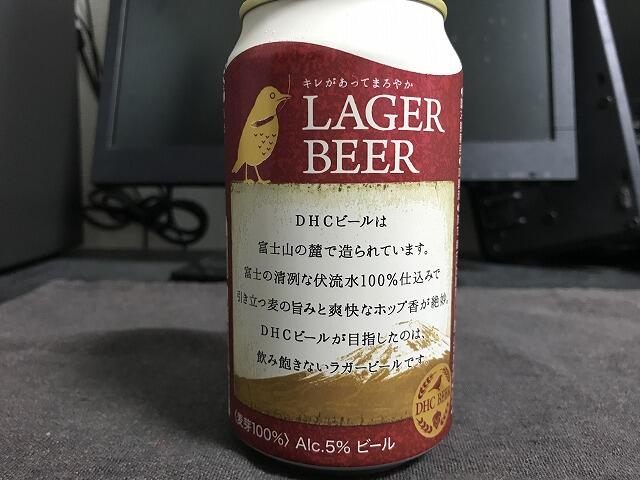 キレがあってまろやか
LAGER
BEER
DHCビールは
富士山の麓で造られています。
富士の清冽な伏流水100%仕込みで
引き立つ麦の旨みと爽快なホップ香が絶妙。
DHCビールが目指したのは、
飲み飽きないラガービールです。
DHC BEER
〈麦芽100%〉 Alc.5% ビール